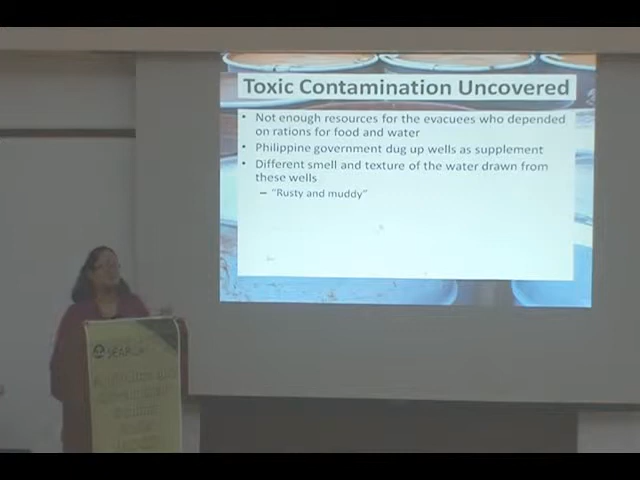 Toxic Contamination Uncovered
• Not enough resources for the evacuees who depended
on rations for food and water
• Philippine government dug up wells as supplement
• Different smell and texture of the water drawn from
these wells
– "Rusty and muddy"
SEARCA